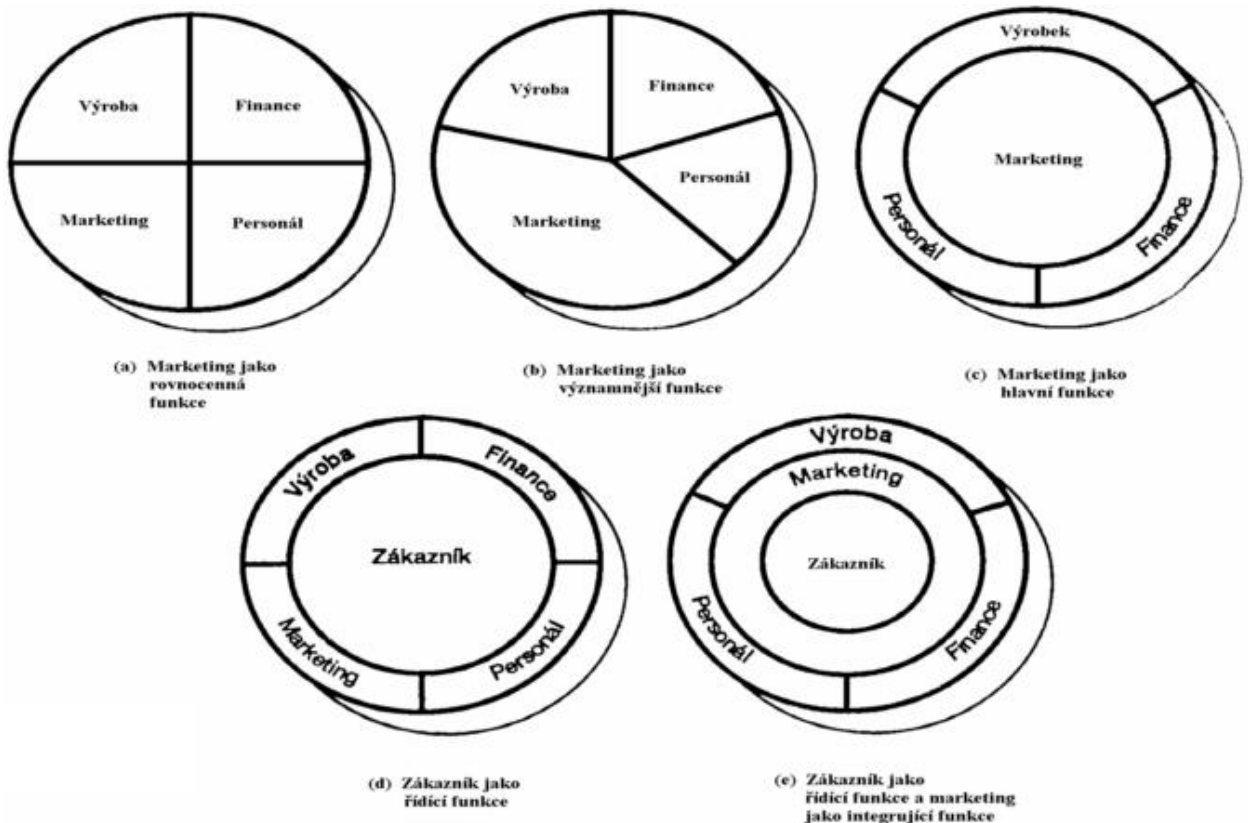 Výroba
Finance
Marketing
Personál
(a) Marketing jako
rovnocenná
funkce
Výroba
Finance
Personál
Marketing
(b) Marketing jako
významnější funkce
Výrobek
Marketing
Personál
Finance
(c) Marketing jako
hlavní funkce
Výroba
Finance
Zákazník
Marketing
Personál
(d) Zákazník jako
řídící funkce
Výroba
Marketing
Zákazník
Personál
Finance
(e) Zákazník jako
řídící funkce a marketing
jako integrující funkce